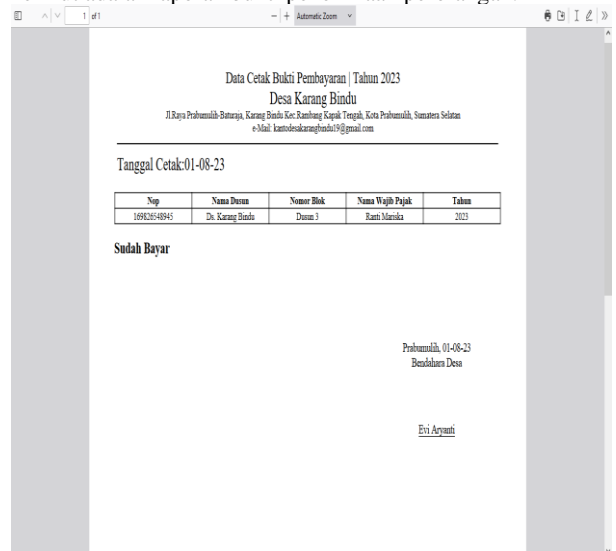 1 of 1
Automatic Zoom
Data Cetak Bukti Pembayaran | Tahun 2023
Desa Karang Bindu
Jl.Raya Prabumulih-Baturaja, Karang Bindu Kec.Rambang Kapak Tengah, Kota Prabumulih, Sumatera Selatan
e-Mail: kantodesakarangbindu19@gmail.com
Tanggal Cetak:01-08-23
Nop Nama Dusun Nomor Blok Nama Wajib Pajak Tahun
169826548945 Ds. Karang Bindu Dusun 3 Ranti Mariska 2023
Sudah Bayar
Prabumulih, 01-08-23
Bendahara Desa
Evi Aryanti